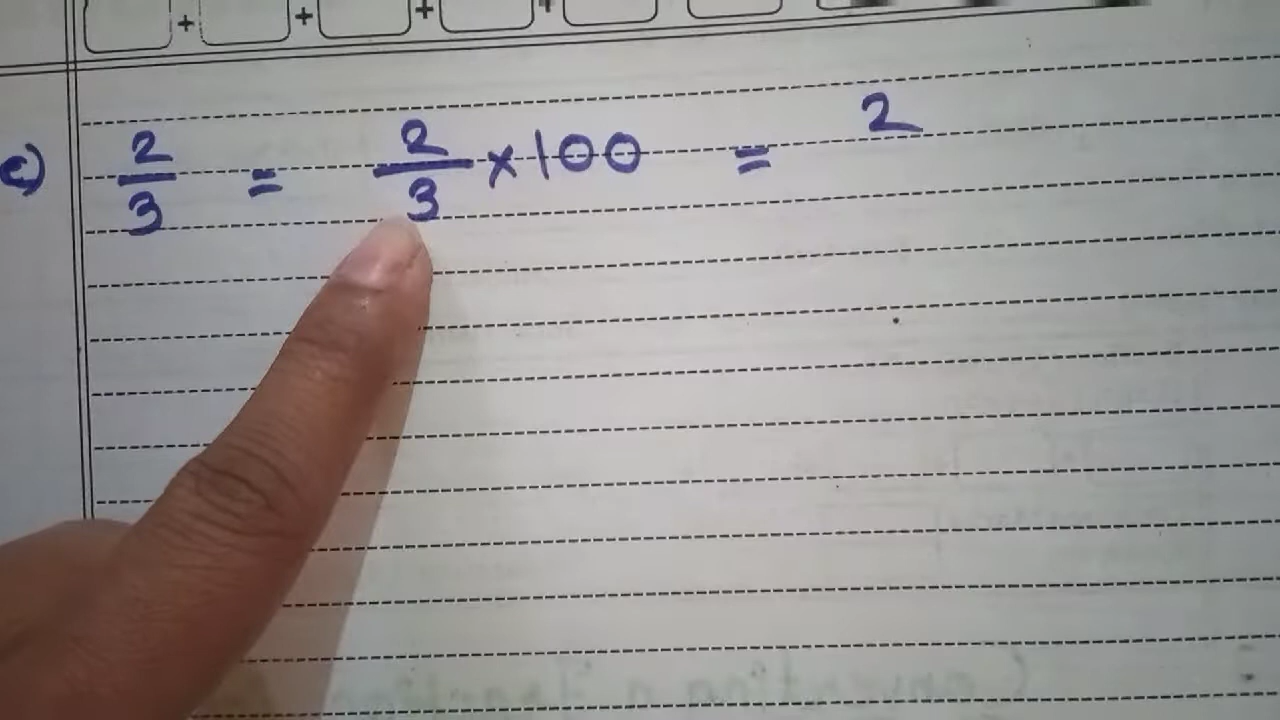 + + + +
c) 2/3 = 2/3 × 100 = 2